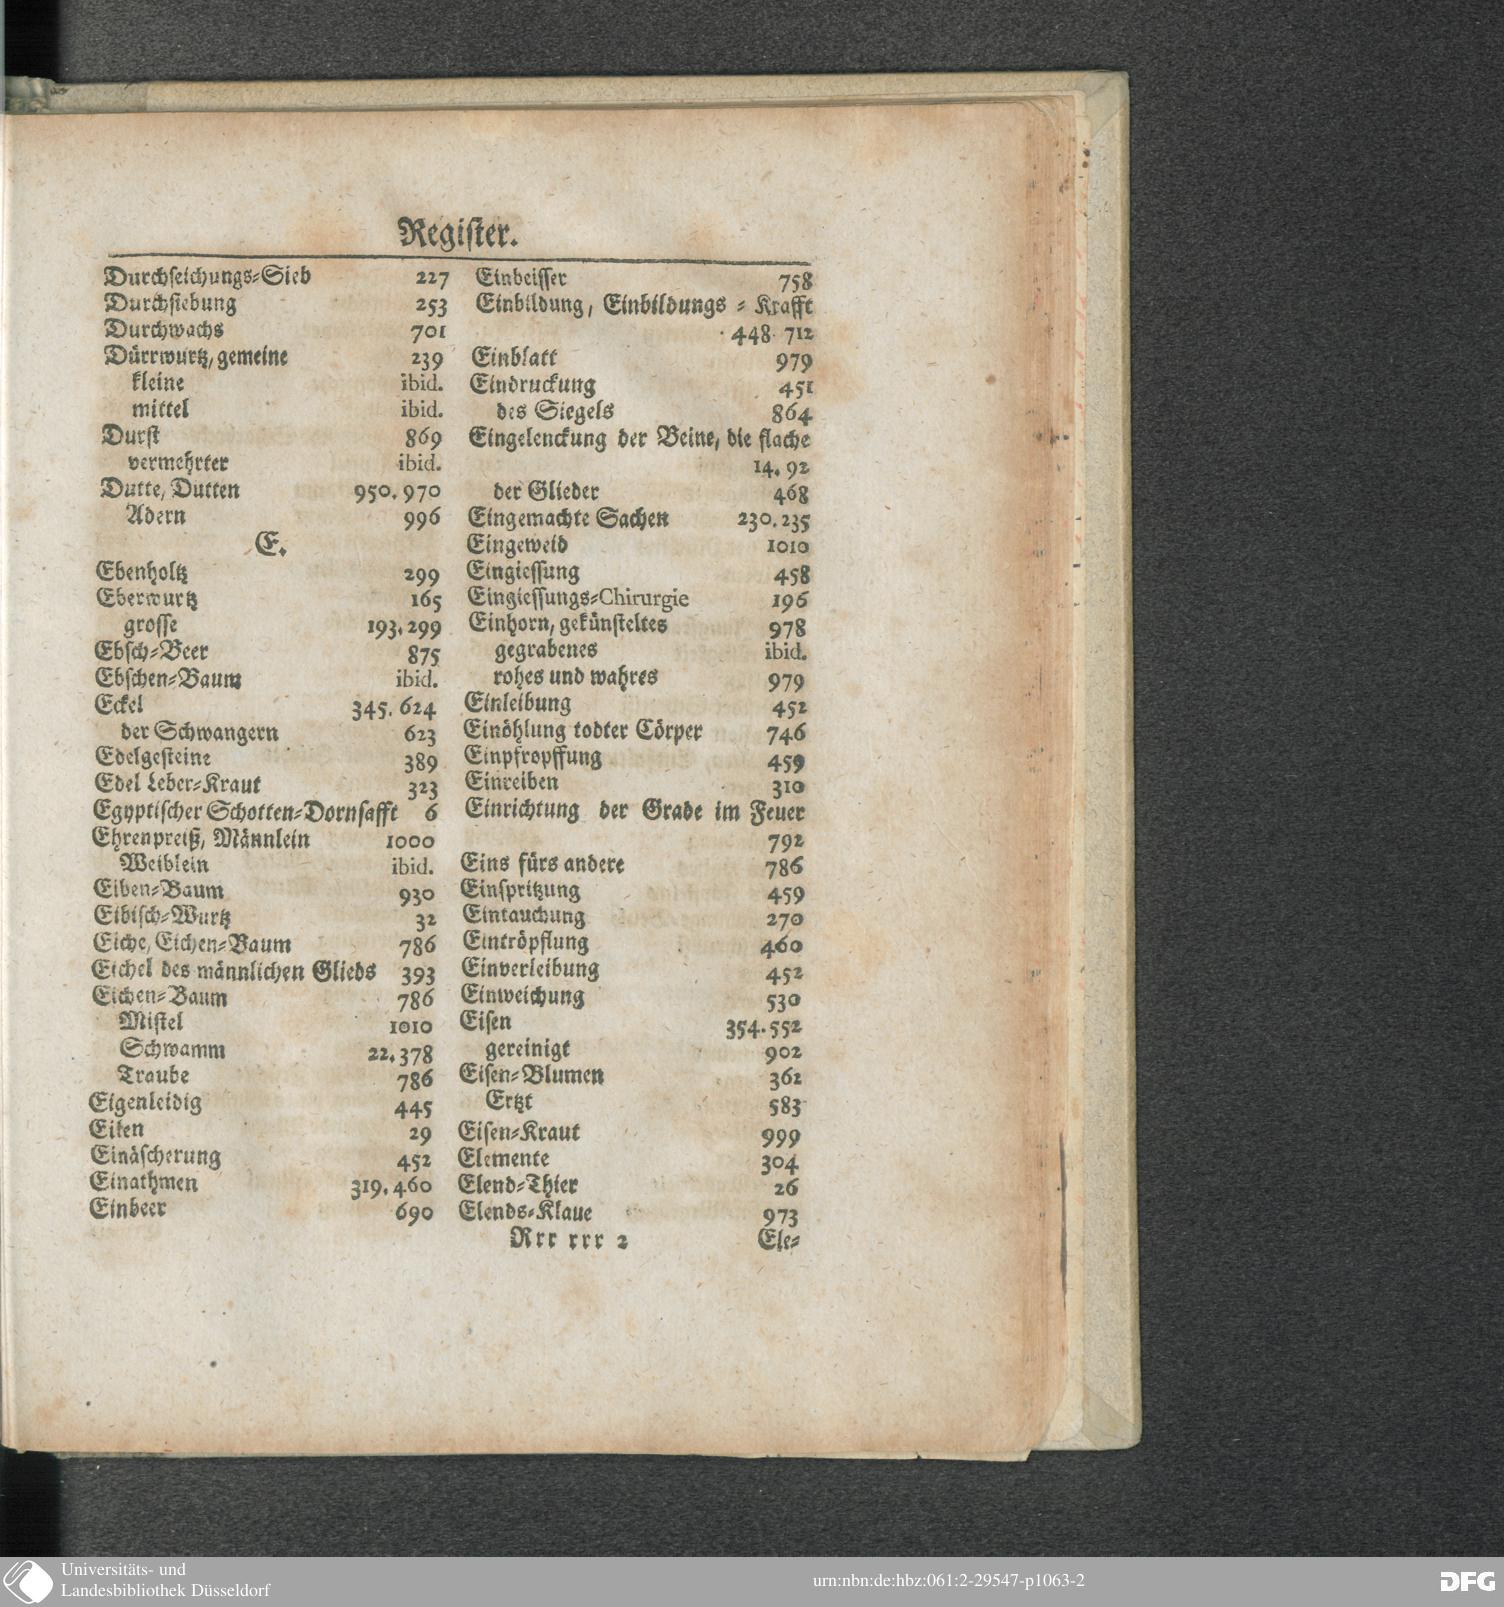 Register.
Durchseichungs-Sieb 227
Durchsiebung 253
Durchwachs 701
Dürrwurtz, gemeine 239
kleine ibid.
mittel ibid.
Durst 869
vermehrter ibid.
Dutte, Dutten 950. 970
Adern 996
E.
Ebenholtz 299
Eberwurtz 165
grosse 193. 299
Ebsch-Beer 875
Ebschen-Baum ibid.
Eckel 345. 624
der Schwangern 623
Edelgesteine 389
Edel Leber-Kraut 323
Egyptischer Schotten-Dornsafft 6
Ehrenpreiß, Männlein 1000
Weiblein ibid.
Eiben-Baum 930
Eibisch-Wurtz 32
Eiche, Eichen-Baum 786
Eichel des männlichen Glieds 393
Eichen-Baum 786
Mistel 1010
Schwamm 22. 378
Traube 786
Eigenleidig 445
Eilen 29
Einäscherung 452
Einathmen 319. 460
Einbeer 690
Einbeisser 758
Einbildung, Einbildungs-Krafft
448 712
Einblatt 979
Eindruckung 451
des Siegels 864
Eingelenckung der Beine, die flache
14. 92
der Glieder 468
Eingemachte Sachen 230. 235
Eingeweid 1010
Eingiessung 458
Eingiessungs-Chirurgie 196
Einhorn, gekünsteltes 978
gegrabenes ibid.
rohes und wahres 979
Einleibung 452
Einöhlung todter Cörper 746
Einpfropffung 459
Einreiben 310
Einrichtung der Grade im Feuer
792
Eins fürs andere 786
Einspritzung 459
Eintauchung 270
Eintröpflung 460
Einverleibung 452
Einweichung 530
Eisen 354. 552
gereinigt 902
Eisen-Blumen 362
Ertzt 583
Eisen-Kraut 999
Elemente 304
Elend-Thier 26
Elends-Klaue 973
Rrr rrr 2 Ele-
Universitäts- und
Landesbibliothek Düsseldorf
urn:nbn:de:hbz:061:2-29547-p1063-2
DFG